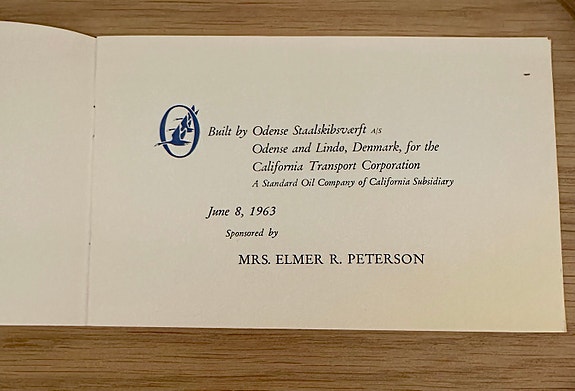 Built by Odense Staalskibsværft A/S
Odense and Lindø, Denmark, for the
California Transport Corporation
A Standard Oil Company of California Subsidiary
June 8, 1963
Sponsored by
MRS. ELMER R. PETERSON